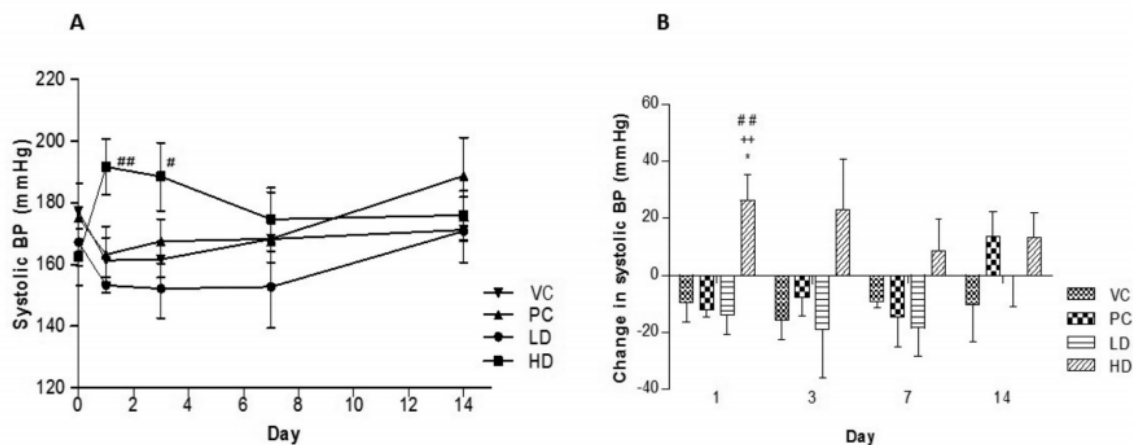 A
220
200
180
160
140
120
Systolic BP (mmHg)
##
#
0
2
4
6
8
10
12
14
Day
VC
PC
LD
HD
B
60
40
20
0
-20
-40
Change in systolic BP (mmHg)
##
++
*
1
3
7
14
Day
VC
PC
LD
HD